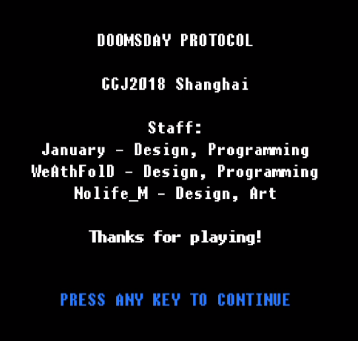 DOOMSDAY PROTOCOL
GGJ2018 Shanghai
Staff:
January - Design, Programming
WeAthFolD - Design, Programming
Nolife_M - Design, Art
Thanks for playing!
PRESS ANY KEY TO CONTINUE